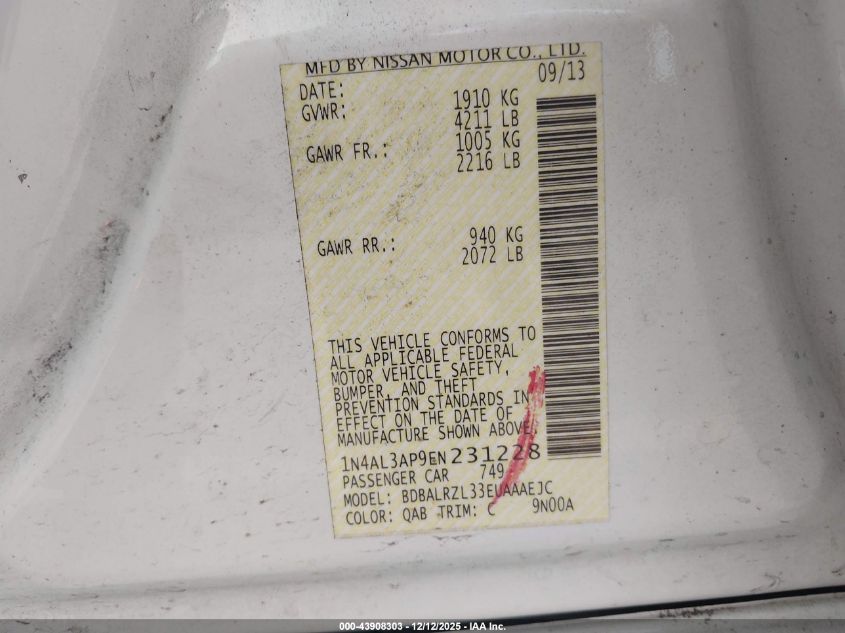 MFD BY NISSAN MOTOR CO., LTD.
DATE: 09/13
GVWR: 1910 KG
4211 LB
GAWR FR.: 1005 KG
2216 LB
GAWR RR.: 940 KG
2072 LB
THIS VEHICLE CONFORMS TO
ALL APPLICABLE FEDERAL
MOTOR VEHICLE SAFETY,
BUMPER, AND THEFT
PREVENTION STANDARDS IN
EFFECT ON THE DATE OF
MANUFACTURE SHOWN ABOVE.
1N4AL3AP9EN231228
PASSENGER CAR 749
MODEL: BDBALRZL33EUAAAEJC
COLOR: QAB TRIM: C 9N00A
000-43908303 - 12/12/2025 - IAA Inc.